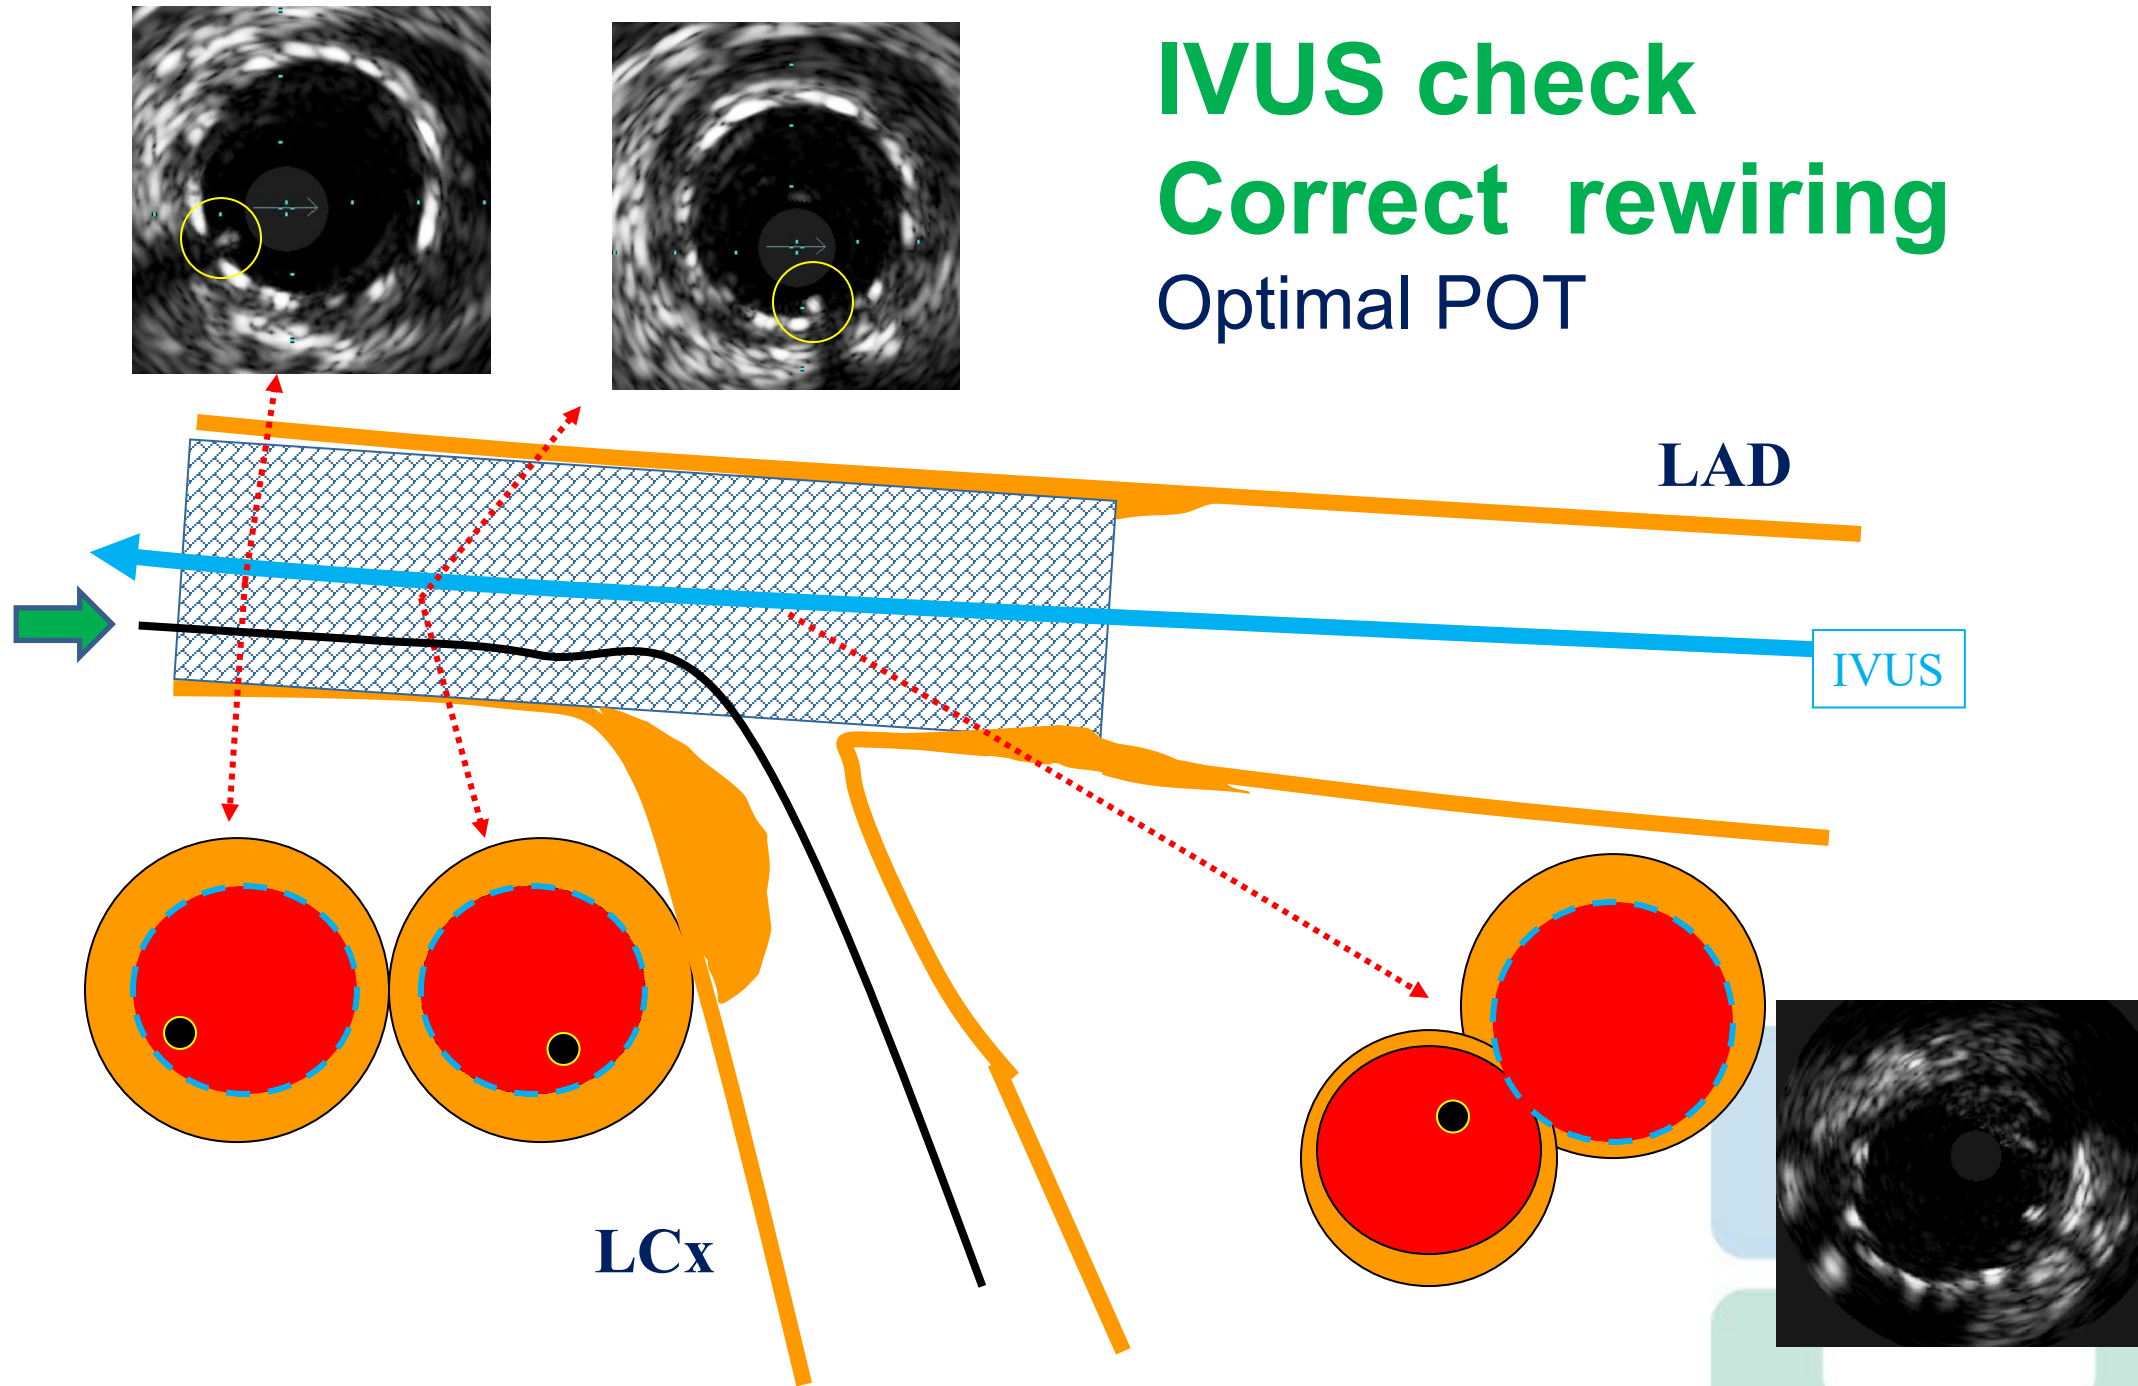 IVUS check
Correct  rewiring
Optimal POT
LAD
IVUS
LCx